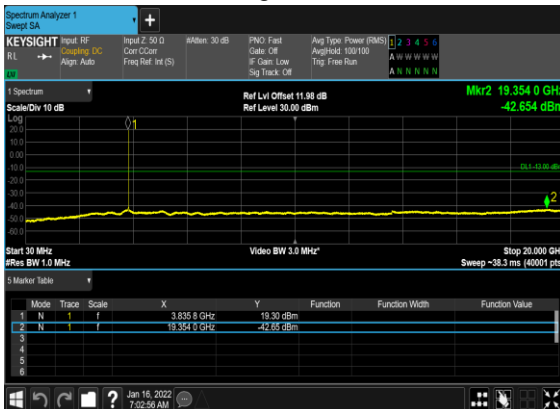 Spectrum Analyzer 1
Swept SA
+
KEYSIGHT Input: RF Input Z: 50 Ω #Atten: 30 dB PNO: Fast Avg Type: Power (RMS) 1 2 3 4 5 6
RL Coupling: DC Corr CCorr Gate: Off Avg|Hold: 100/100 A W W W W W
Align: Auto Freq Ref: Int (S) IF Gain: Low Trig: Free Run
Sig Track: Off A N N N N N
1 Spectrum Ref Lvl Offset 11.98 dB Mkr2 19.354 0 GHz
Scale/Div 10 dB Ref Level 30.00 dBm -42.654 dBm
Log
20.0 1
10.0
0.00
-10.0 DL1 -13.00 dBm
-20.0
-30.0
-40.0 2
-50.0
-60.0
Start 30 MHz Video BW 3.0 MHz* Stop 20.000 GH
#Res BW 1.0 MHz Sweep ~38.3 ms (40001 pts
5 Marker Table
Mode Trace Scale X Y Function Function Width Function Value
1 N 1 f 3.835 8 GHz 19.30 dBm
2 N 1 f 19.354 0 GHz -42.65 dBm
3
4
5
6
? Jan 16, 2022
7:02:56 AM